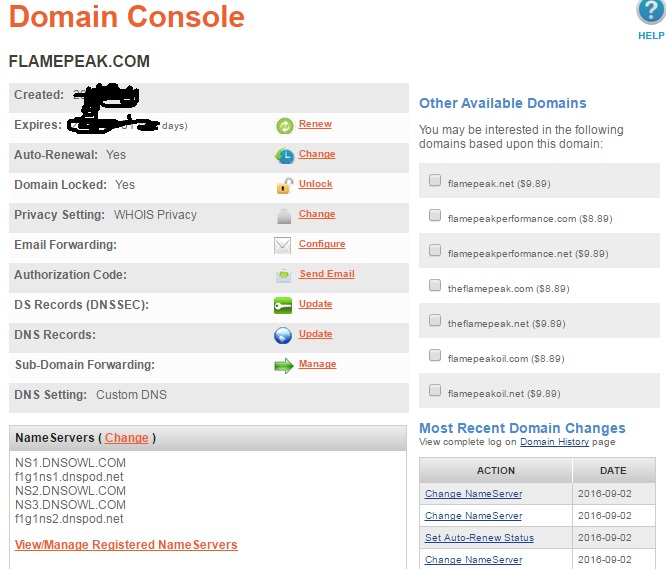 Domain Console
HELP
FLAMEPEAK.COM
Created:
Expires: days)
Renew
Auto-Renewal: Yes
Change
Domain Locked: Yes
Unlock
Privacy Setting: WHOIS Privacy
Change
Email Forwarding:
Configure
Authorization Code:
Send Email
DS Records (DNSSEC):
Update
DNS Records:
Update
Sub-Domain Forwarding:
Manage
DNS Setting: Custom DNS
NameServers ( Change )
NS1.DNSOWL.COM
f1g1ns1.dnspod.net
NS2.DNSOWL.COM
NS3.DNSOWL.COM
f1g1ns2.dnspod.net
View/Manage Registered NameServers
Other Available Domains
You may be interested in the following
domains based upon this domain:
flamepeak.net ($9.89)
flamepeakperformance.com ($8.89)
flamepeakperformance.net ($9.89)
theflamepeak.com ($8.89)
theflamepeak.net ($9.89)
flamepeakoil.com ($8.89)
flamepeakoil.net ($9.89)
Most Recent Domain Changes
View complete log on Domain History page
ACTION DATE
Change NameServer 2016-09-02
Change NameServer 2016-09-02
Set Auto-Renew Status 2016-09-02
Change NameServer 2016-09-02